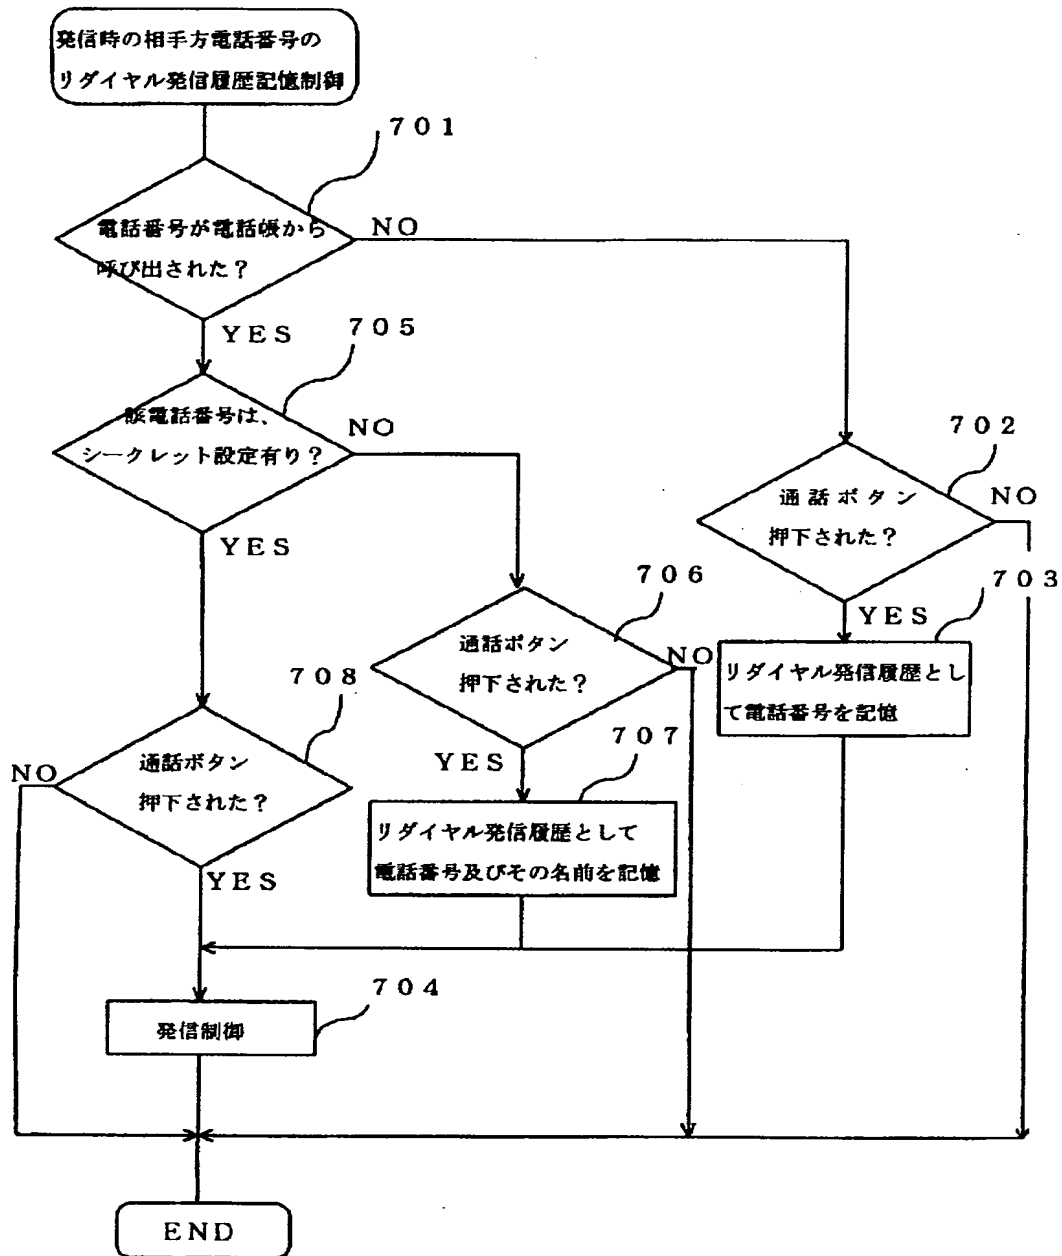 発信時の相手方電話番号の
リダイヤル発信履歴記憶制御
701
電話番号が電話帳から
呼び出された?
NO
YES
705
該電話番号は、
シークレット設定有り?
NO
YES
702
通話ボタン
押下された?
NO
YES
703
リダイヤル発信履歴とし
て電話番号を記憶
706
通話ボタン
押下された?
NO
YES
707
リダイヤル発信履歴として
電話番号及びその名前を記憶
708
通話ボタン
押下された?
NO
YES
704
発信制御
END